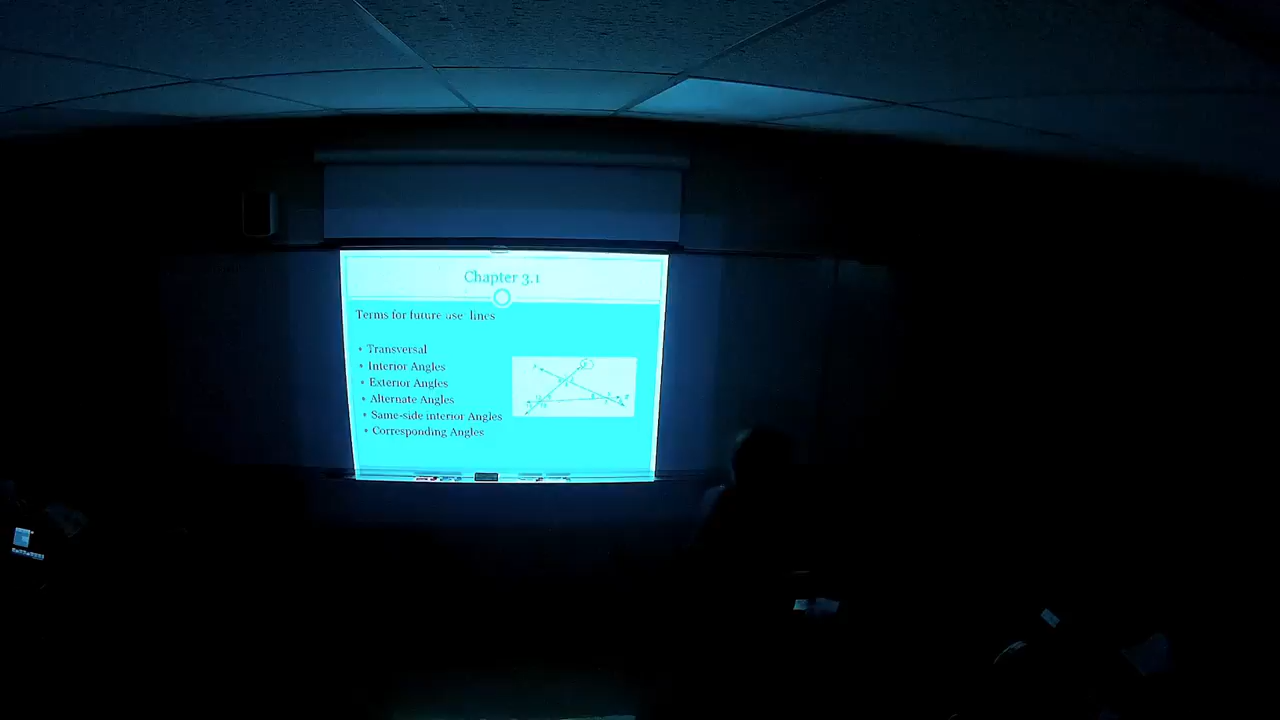 Chapter 3.1
Terms for future use: lines
• Transversal
• Interior Angles
• Exterior Angles
• Alternate Angles
• Same-side interior Angles
• Corresponding Angles